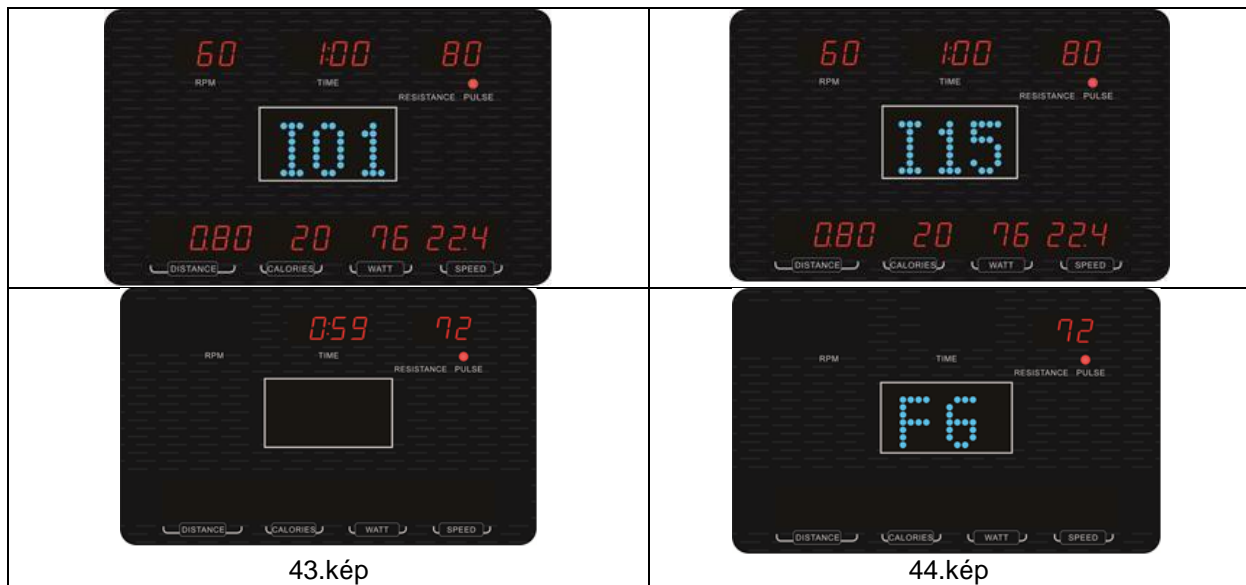 60 1:00 80
RPM TIME
RESISTANCE PULSE
I01
0.80 20 76 22.4
DISTANCE CALORIES WATT SPEED
60 1:00 80
RPM TIME
RESISTANCE PULSE
I15
0.80 20 76 22.4
DISTANCE CALORIES WATT SPEED
0:59 72
RPM TIME
RESISTANCE PULSE
DISTANCE CALORIES WATT SPEED
43.kép
72
RPM TIME
RESISTANCE PULSE
F6
DISTANCE CALORIES WATT SPEED
44.kép